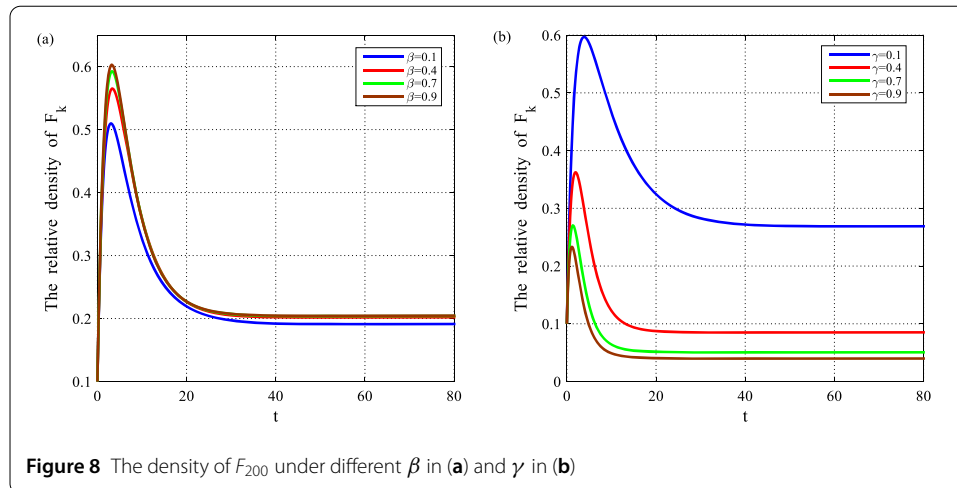 (a)
The relative density of F_k
0.6
0.5
0.4
0.3
0.2
0.1
β=0.1
β=0.4
β=0.7
β=0.9
0 20 40 60 80
t
(b)
The relative density of F_k
0.6
0.5
0.4
0.3
0.2
0.1
0
γ=0.1
γ=0.4
γ=0.7
γ=0.9
0 20 40 60 80
t
Figure 8 The density of F_200 under different β in (a) and γ in (b)